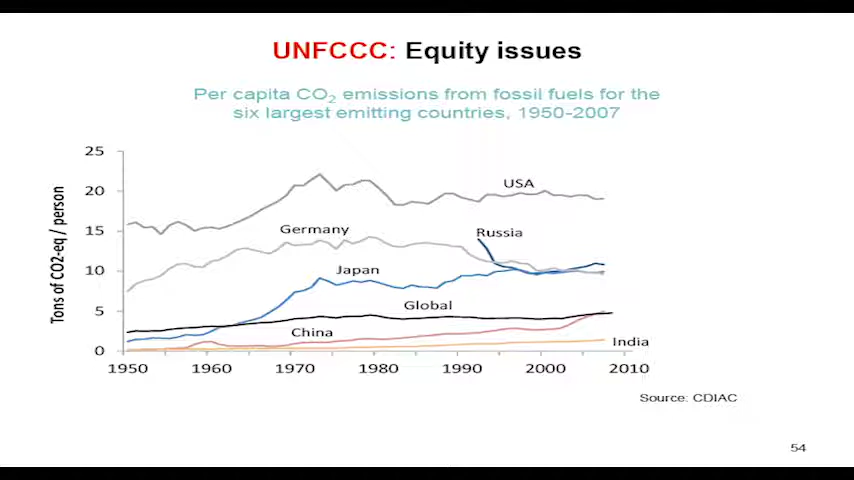 UNFCCC: Equity issues
Per capita CO2 emissions from fossil fuels for the
six largest emitting countries, 1950-2007
Tons of CO2-eq / person
25
20
15
10
5
0
USA
Germany
Russia
Japan
Global
China
India
1950 1960 1970 1980 1990 2000 2010
Source: CDIAC
54